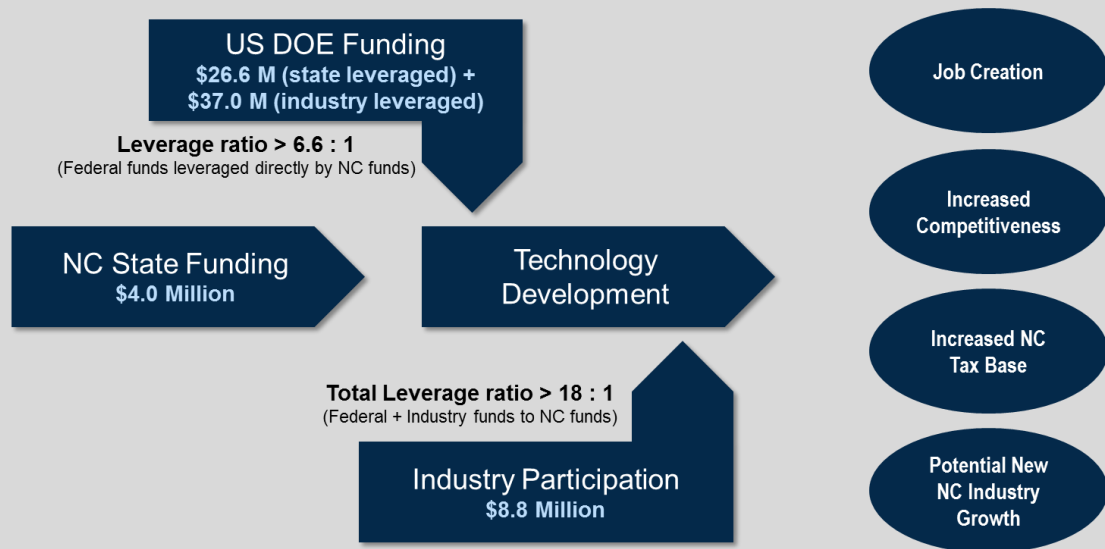 US DOE Funding
$26.6 M (state leveraged) +
$37.0 M (industry leveraged)
Leverage ratio > 6.6 : 1
(Federal funds leveraged directly by NC funds)
NC State Funding
$4.0 Million
Technology
Development
Total Leverage ratio > 18 : 1
(Federal + Industry funds to NC funds)
Industry Participation
$8.8 Million
Job Creation
Increased
Competitiveness
Increased NC
Tax Base
Potential New
NC Industry
Growth